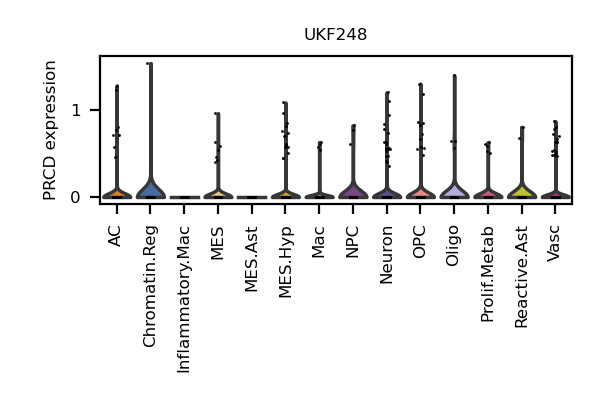 UKF248
PRCD expression
1
0
AC
Chromatin.Reg
Inflammatory.Mac
MES
MES.Ast
MES.Hyp
Mac
NPC
Neuron
OPC
Oligo
Prolif.Metab
Reactive.Ast
Vasc